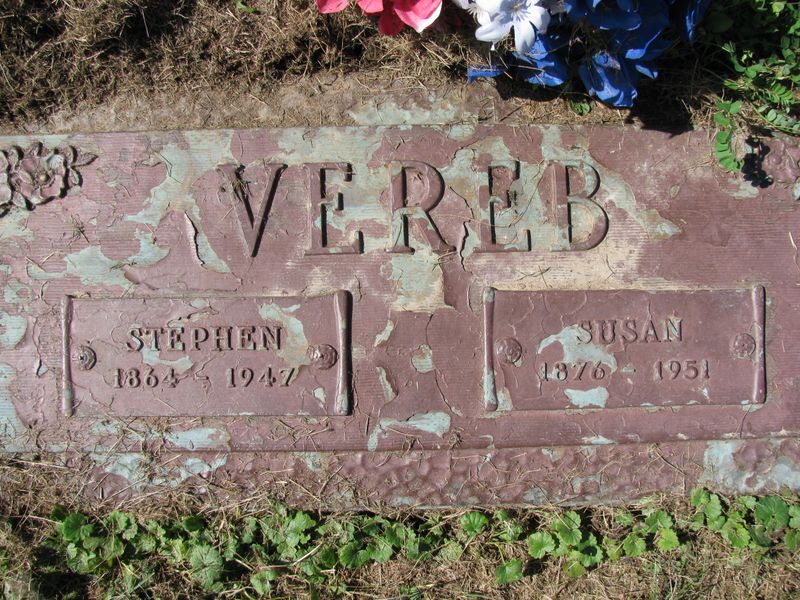 VEREB
STEPHEN
1864 - 1947
SUSAN
1876 - 1951